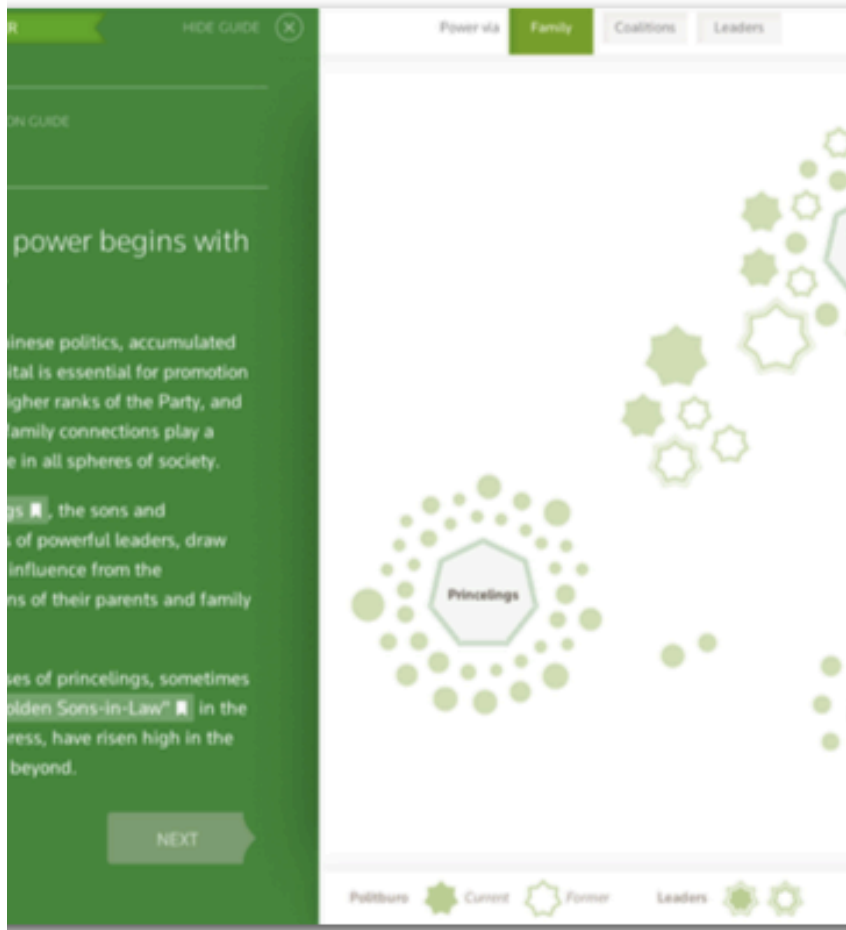 R
HIDE GUIDE
Power via Family Coalitions Leaders
ON GUIDE
power begins with
inese politics, accumulated
ital is essential for promotion
igher ranks of the Party, and
family connections play a
e in all spheres of society.
gs, the sons and
s of powerful leaders, draw
influence from the
ns of their parents and family
ses of princelings, sometimes
olden Sons-in-Law" in the
ress, have risen high in the
beyond.
NEXT
Princelings
Politburo Current Former Leaders